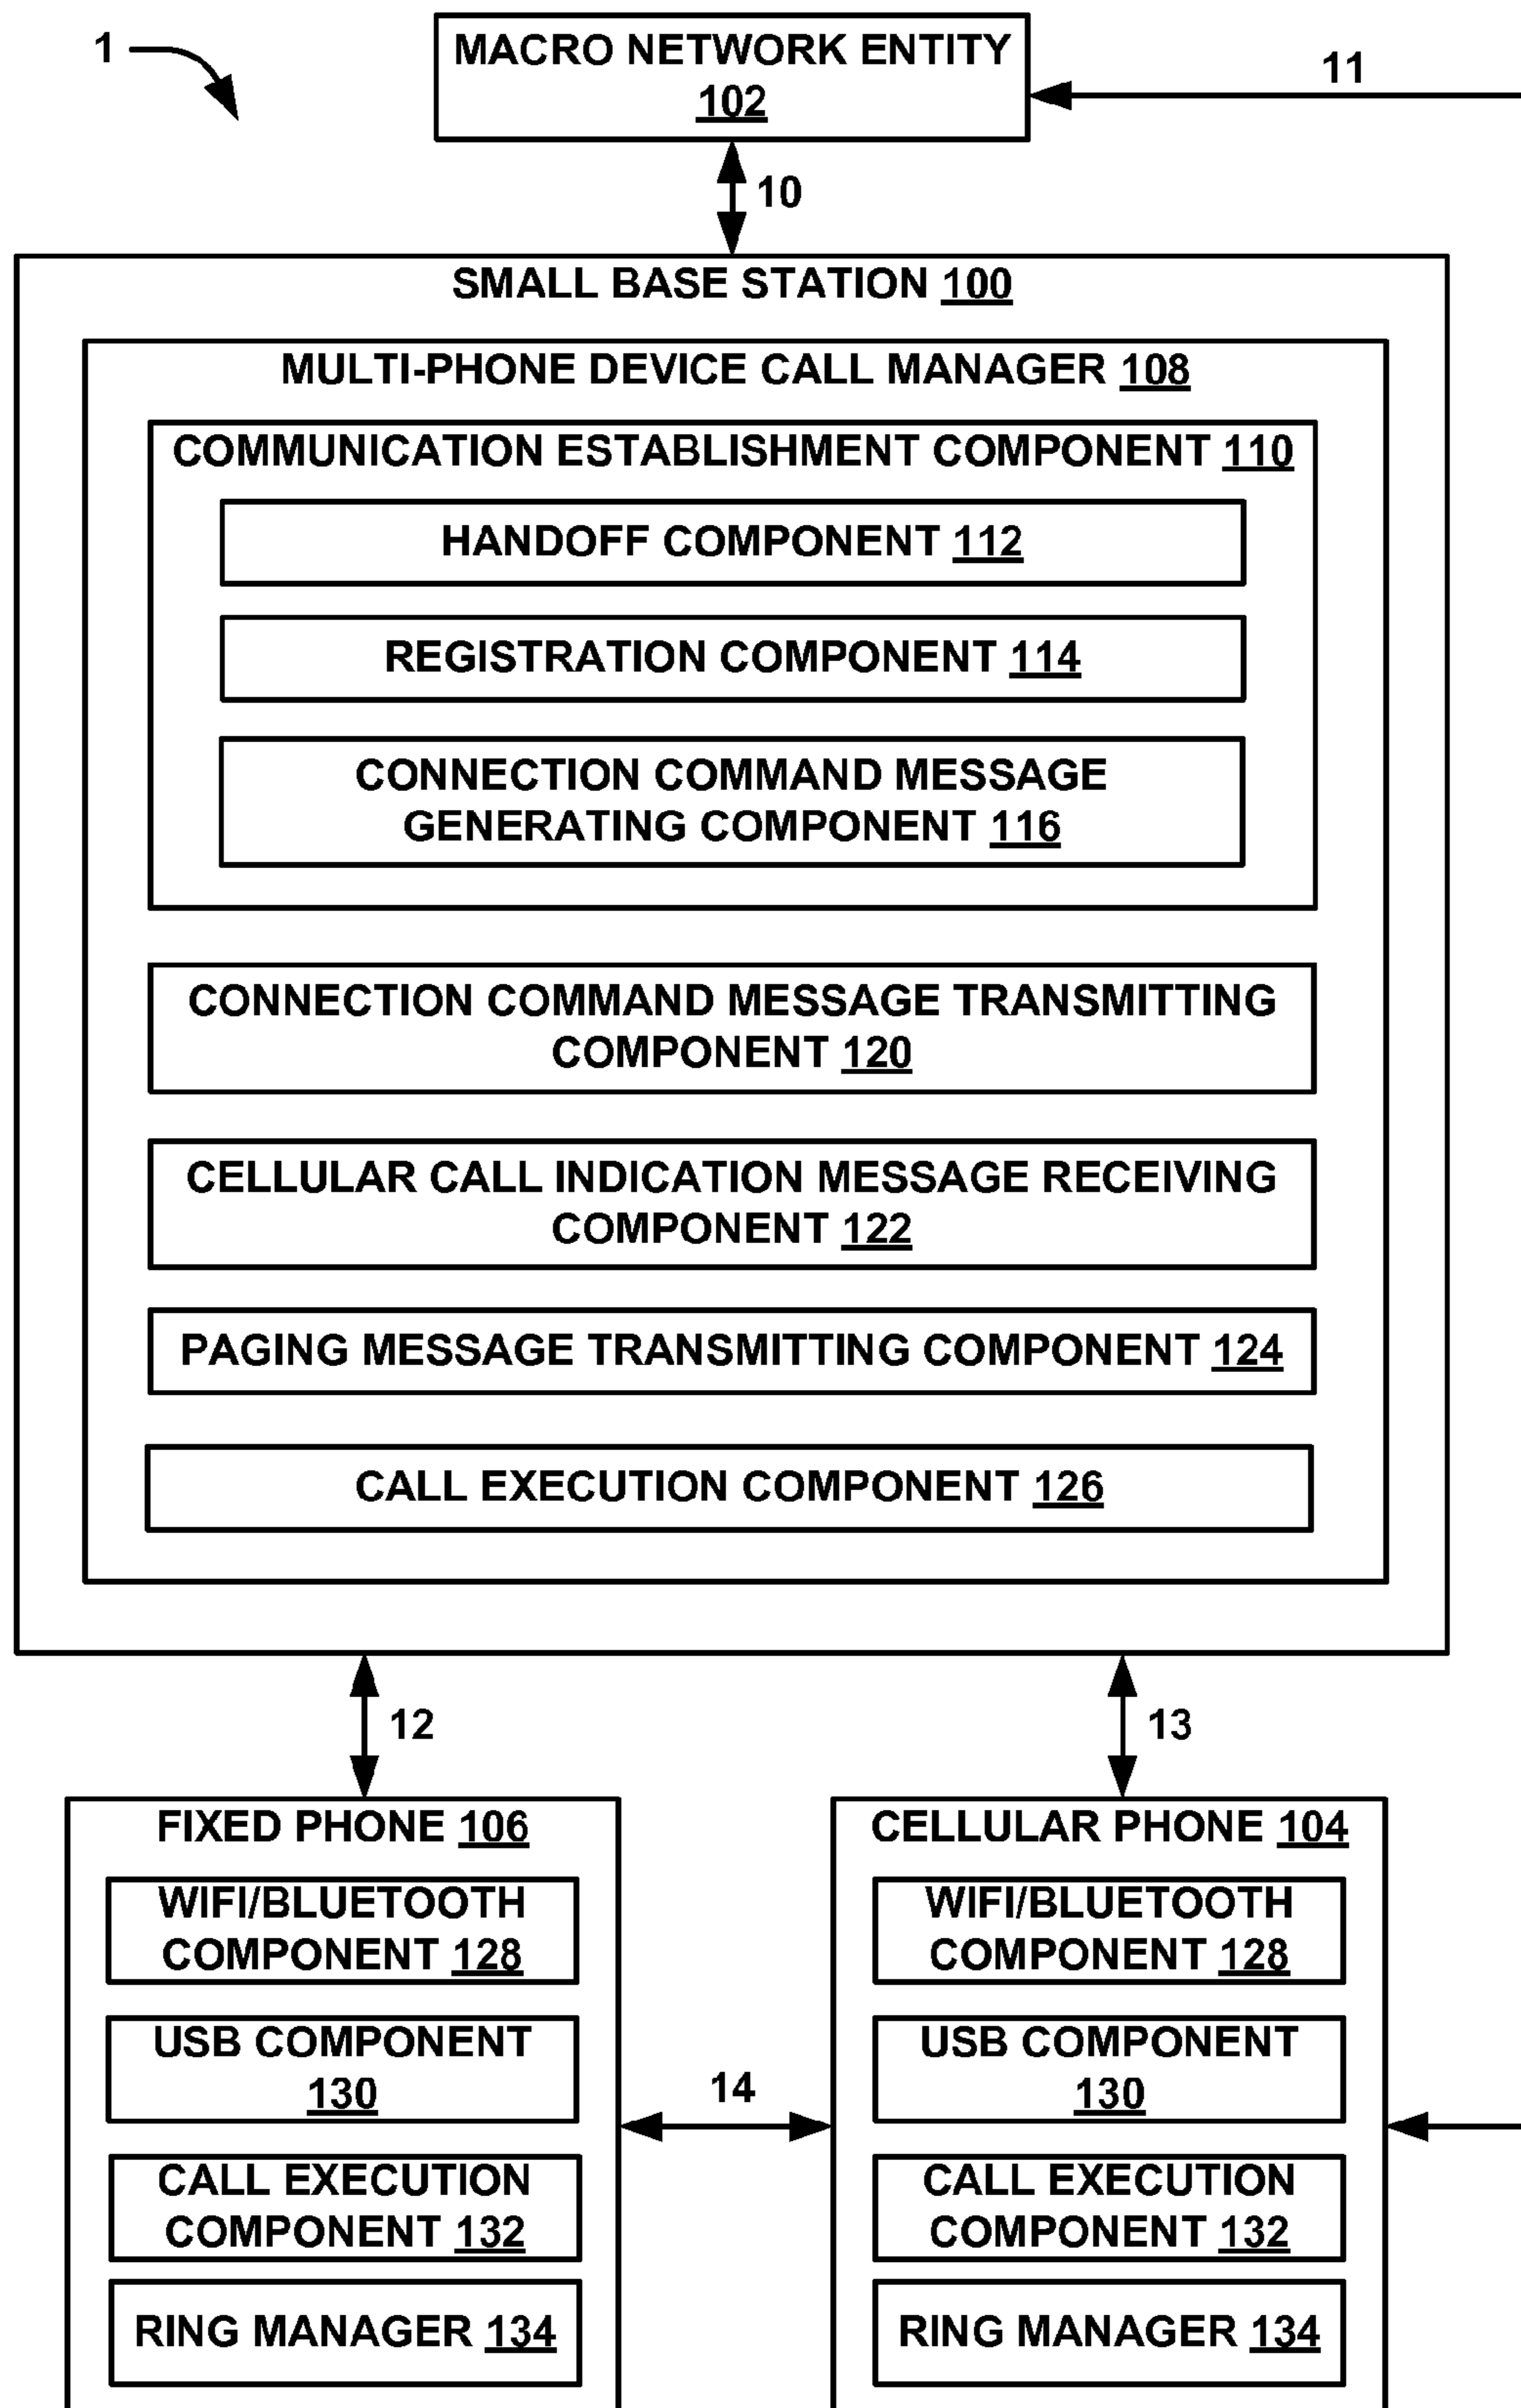 1
MACRO NETWORK ENTITY
102
11
10
SMALL BASE STATION 100
MULTI-PHONE DEVICE CALL MANAGER 108
COMMUNICATION ESTABLISHMENT COMPONENT 110
HANDOFF COMPONENT 112
REGISTRATION COMPONENT 114
CONNECTION COMMAND MESSAGE
GENERATING COMPONENT 116
CONNECTION COMMAND MESSAGE TRANSMITTING
COMPONENT 120
CELLULAR CALL INDICATION MESSAGE RECEIVING
COMPONENT 122
PAGING MESSAGE TRANSMITTING COMPONENT 124
CALL EXECUTION COMPONENT 126
12
13
FIXED PHONE 106
WIFI/BLUETOOTH
COMPONENT 128
USB COMPONENT
130
CALL EXECUTION
COMPONENT 132
RING MANAGER 134
14
CELLULAR PHONE 104
WIFI/BLUETOOTH
COMPONENT 128
USB COMPONENT
130
CALL EXECUTION
COMPONENT 132
RING MANAGER 134